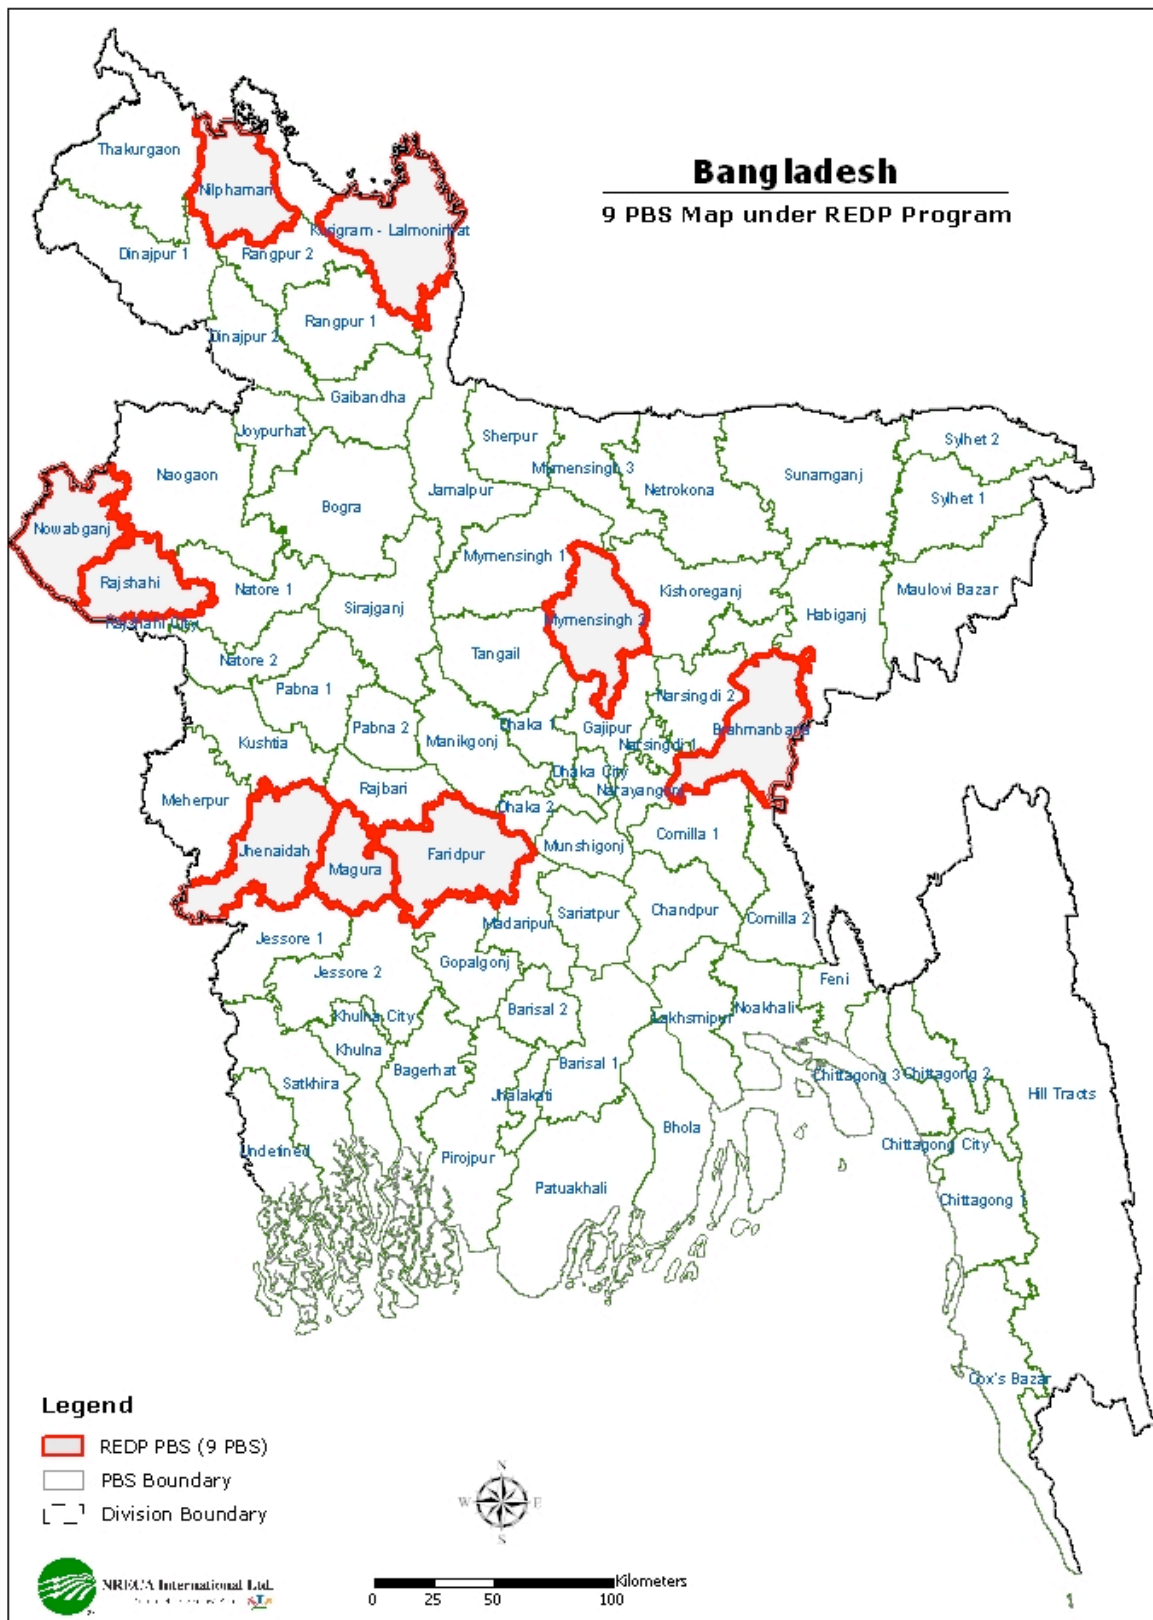 Bangladesh
9 PBS Map under REDP Program
Thakurgaon
Nilphaman
Kurigram - Lalmonirhat
Dinajpur 1
Rangpur 2
Rangpur 1
Dinajpur 2
Gaibandha
Joypurhat
Sherpur
Sylhet 2
Naogaon
Mymensingh 3
Sunamganj
Jamalpur
Netrokona
Sylhet 1
Bogra
Nowabganj
Mymensingh 1
Rajshahi
Natore 1
Kishoreganj
Maulovi Bazar
Habiganj
Sirajganj
Rajshahi City
Mymensingh 2
Tangail
Natore 2
Pabna 1
Narsingdi 2
Pabna 2
Dhaka 1
Gajipur
Brahmanbaria
Kushtia
Manikgonj
Narsingdi 1
Dhaka City
Rajbari
Narayangonj
Meherpur
Dhaka 2
Comilla 1
Jhenaidah
Munshigonj
Faridpur
Magura
Sariatpur
Chandpur
Comilla 2
Madaripur
Jessore 1
Gopalgonj
Jessore 2
Feni
Barisal 2
Noakhali
Khulna City
Lakhsmipur
Khulna
Barisal 1
Bagerhat
Chittagong 3
Chittagong 2
Satkhira
Jhalakati
Hill Tracts
Bhola
Undefined
Chittagong City
Pirojpur
Patuakhali
Chittagong 1
Cox's Bazar
Legend
REDP PBS (9 PBS)
PBS Boundary
Division Boundary
N
W E
S
NRECA International Ltd.
Kilometers
0 25 50 100
1